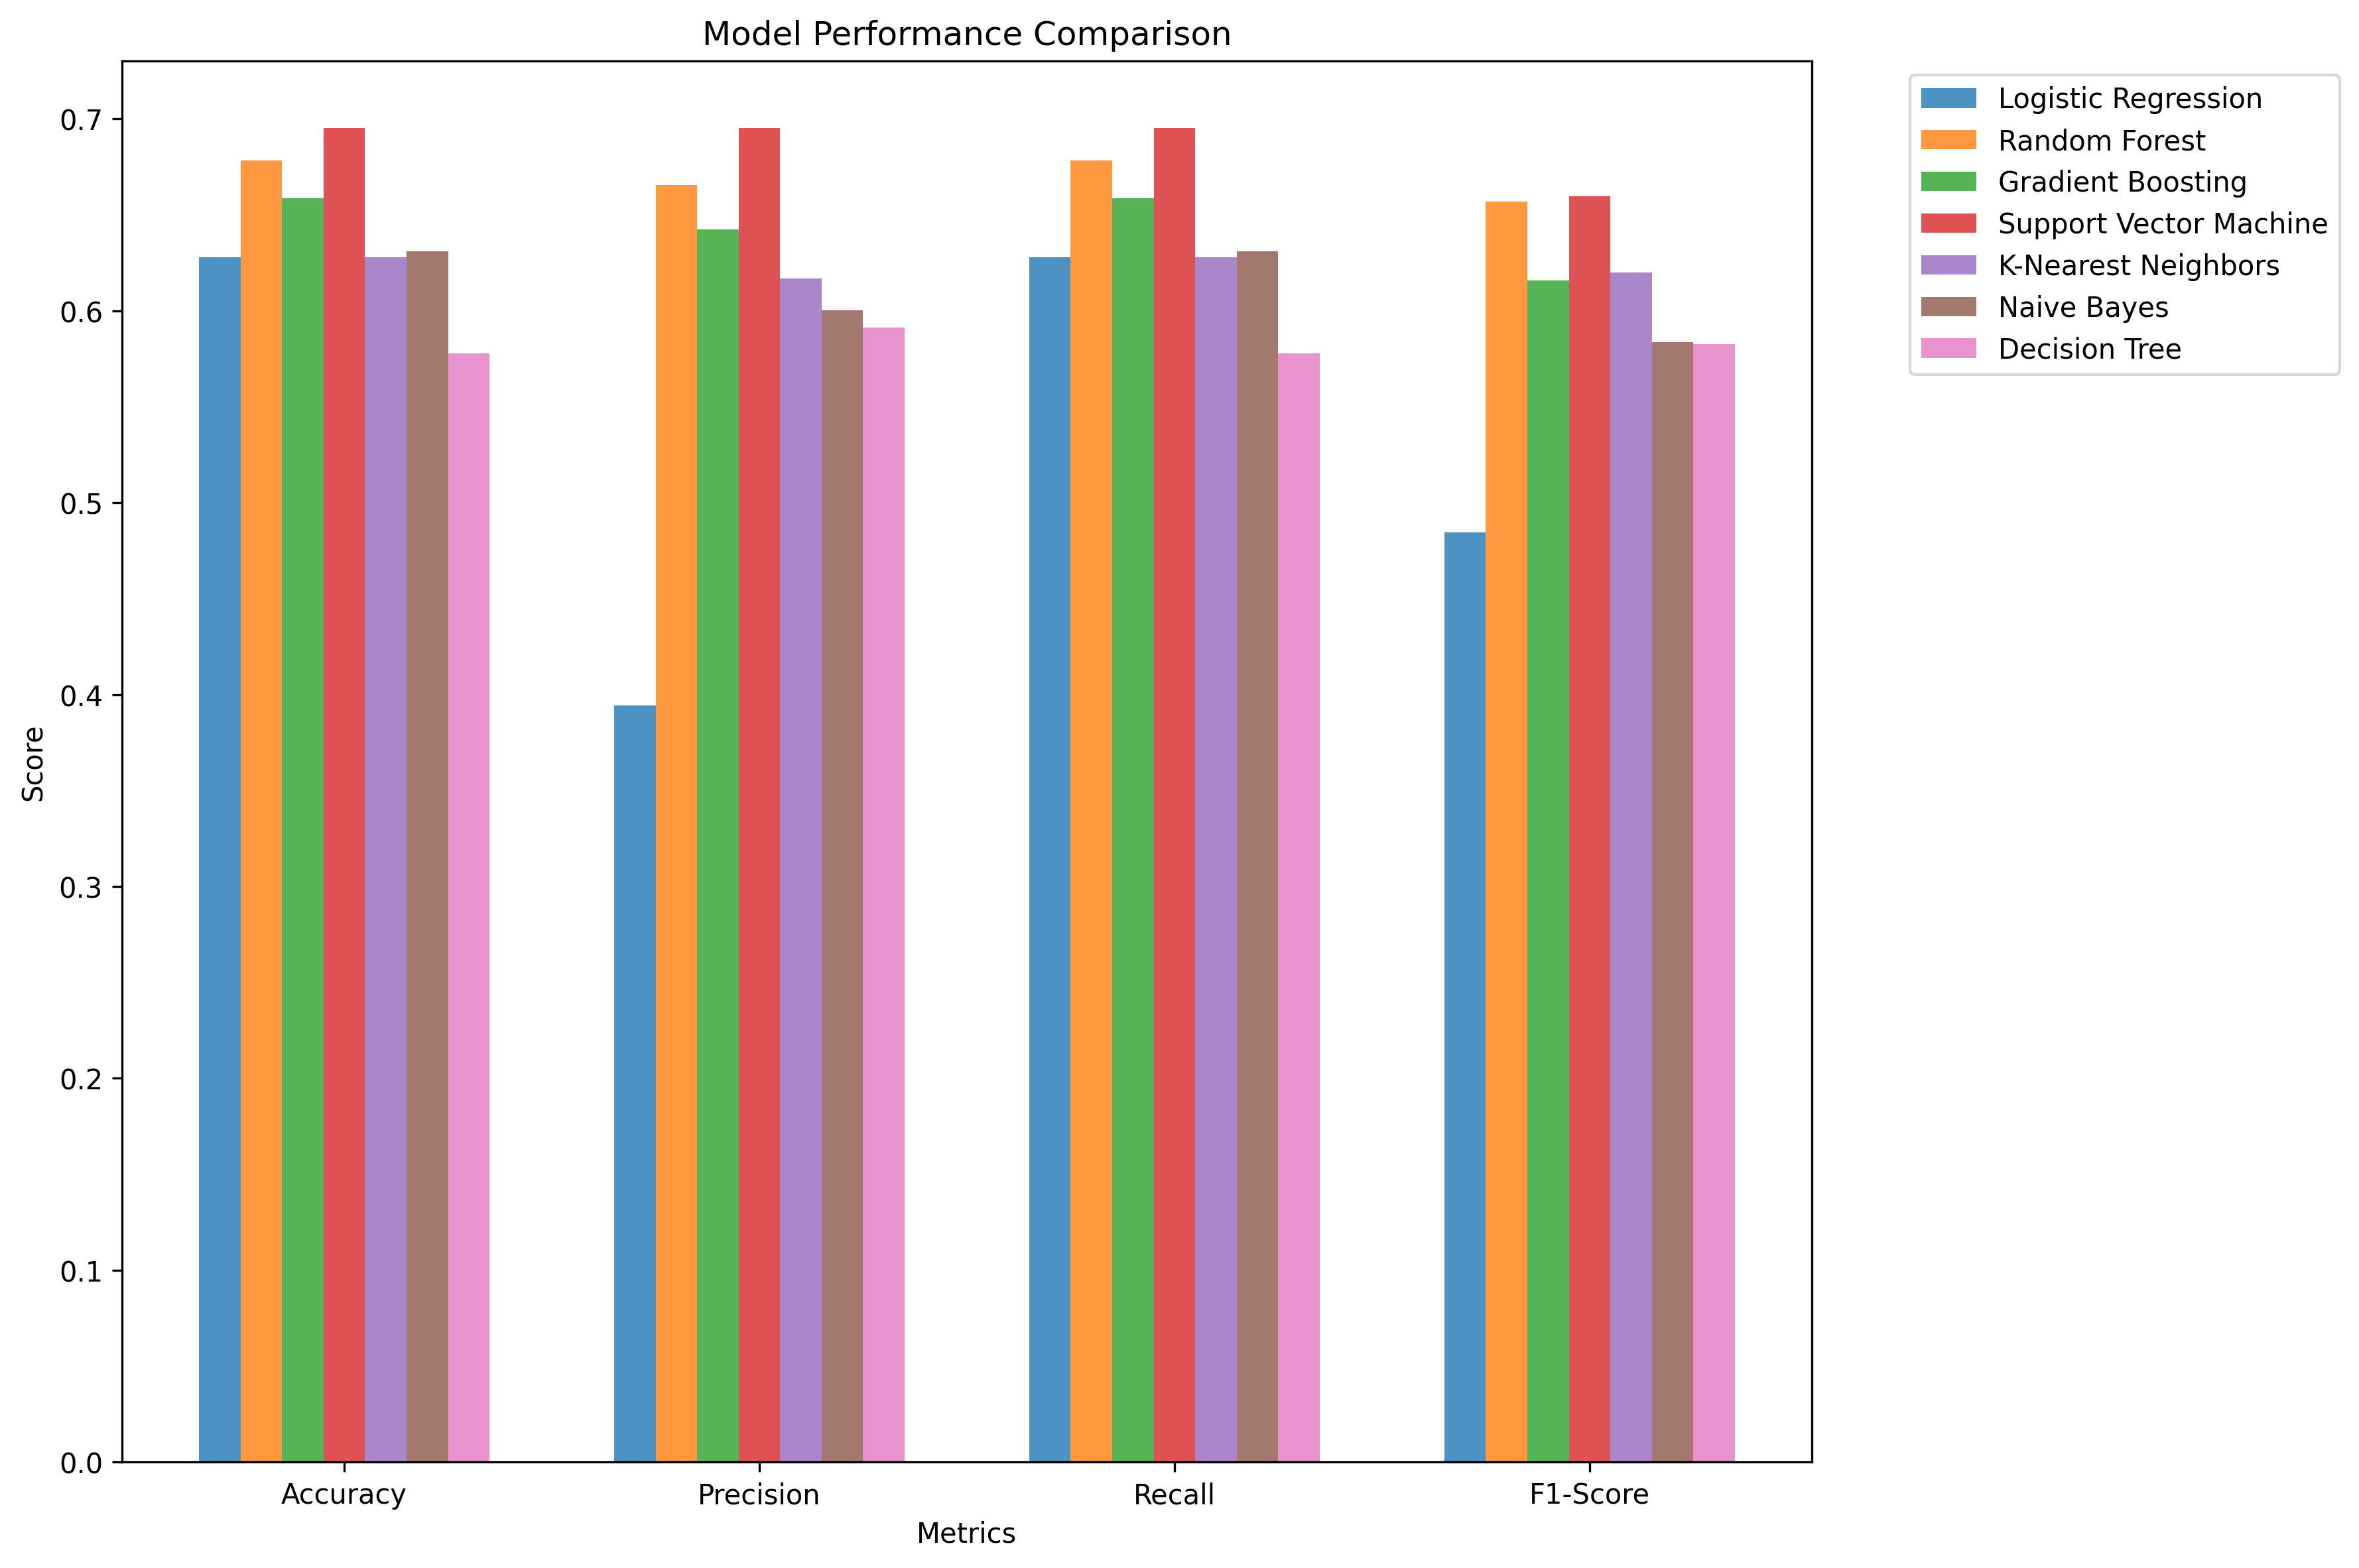 Model Performance Comparison
0.7
0.6
0.5
0.4
0.3
0.2
0.1
0.0
Score
Accuracy
Precision
Recall
F1-Score
Metrics
Logistic Regression
Random Forest
Gradient Boosting
Support Vector Machine
K-Nearest Neighbors
Naive Bayes
Decision Tree